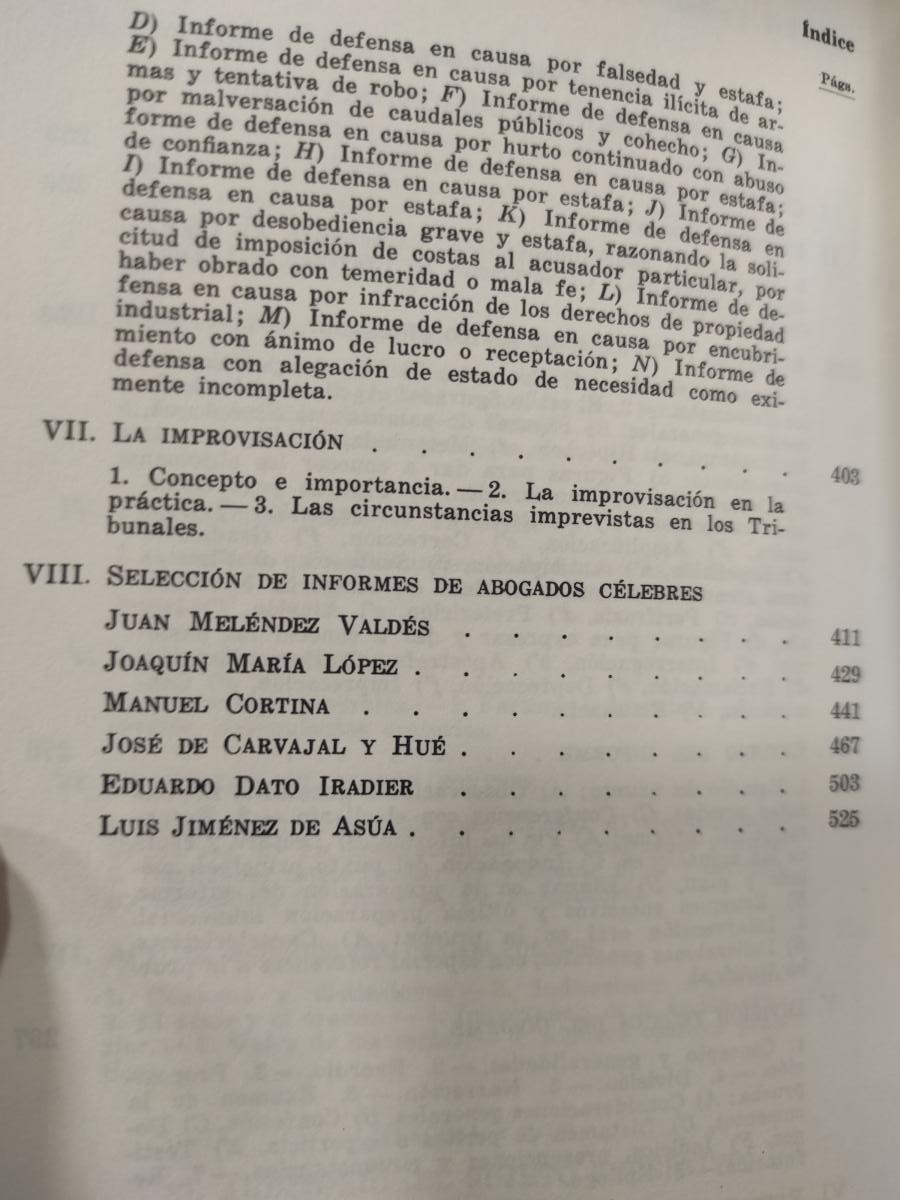 Índice
Págs.
D) Informe de defensa en causa por falsedad y estafa;
E) Informe de defensa en causa por tenencia ilícita de ar-
mas y tentativa de robo; F) Informe de defensa en causa
por malversación de caudales públicos y cohecho; G) In-
forme de defensa en causa por hurto continuado con abuso
de confianza; H) Informe de defensa en causa por estafa;
I) Informe de defensa en causa por estafa; J) Informe de
defensa en causa por estafa; K) Informe de defensa en
causa por desobediencia grave y estafa, razonando la soli-
citud de imposición de costas al acusador particular, por
haber obrado con temeridad o mala fe; L) Informe de de-
fensa en causa por infracción de los derechos de propiedad
industrial; M) Informe de defensa en causa por encubri-
miento con ánimo de lucro o receptación; N) Informe de
defensa con alegación de estado de necesidad como exi-
mente incompleta.
VII. La improvisación . . . . . . . . . 403
1. Concepto e importancia. — 2. La improvisación en la
práctica. — 3. Las circunstancias imprevistas en los Tri-
bunales.
VIII. Selección de informes de abogados célebres
Juan Meléndez Valdés . . . . . . . . 411
Joaquín María López . . . . . . . . . 429
Manuel Cortina . . . . . . . . . . 441
José de Carvajal y Hué . . . . . . . . 467
Eduardo Dato Iradier . . . . . . . . 503
Luis Jiménez de Asúa . . . . . . . . . 525